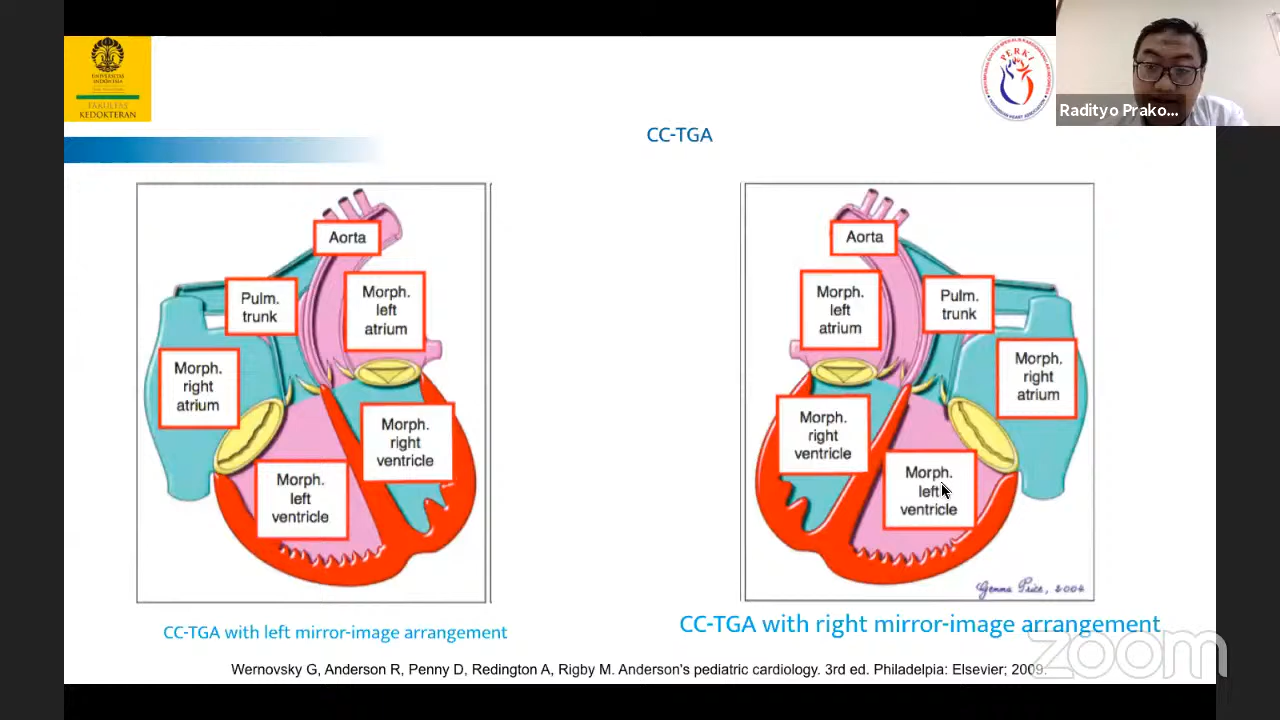 UNIVERSITAS
INDONESIA
FAKULTAS
KEDOKTERAN
PERKI
Radityo Prako...
CC-TGA
Aorta
Pulm.
trunk
Morph.
left
atrium
Morph.
right
atrium
Morph.
right
ventricle
Morph.
left
ventricle
Aorta
Morph.
left
atrium
Pulm.
trunk
Morph.
right
atrium
Morph.
right
ventricle
Morph.
left
ventricle
Gemma Price, 2004
CC-TGA with left mirror-image arrangement
CC-TGA with right mirror-image arrangement
Wernovsky G, Anderson R, Penny D, Redington A, Rigby M. Anderson's pediatric cardiology. 3rd ed. Philadelpia: Elsevier; 2009.
zoom